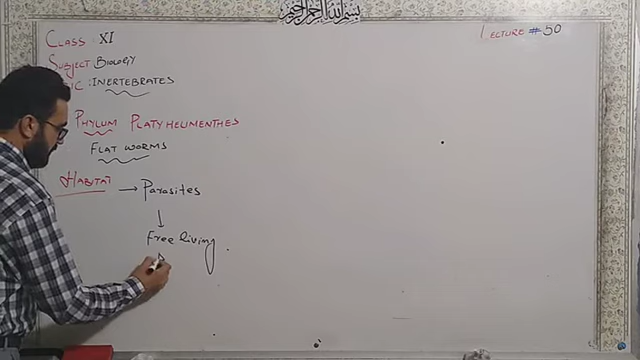 بسم اللہ الرحمن الرحیم
CLASS : XI
LECTURE # 50
SUBJECT: BIOLOGY
IC : INERTEBRATES
PHYLUM PLATYHELMENTHES
FLAT WORMS
HABITAT → Parasites
↓
Free living.